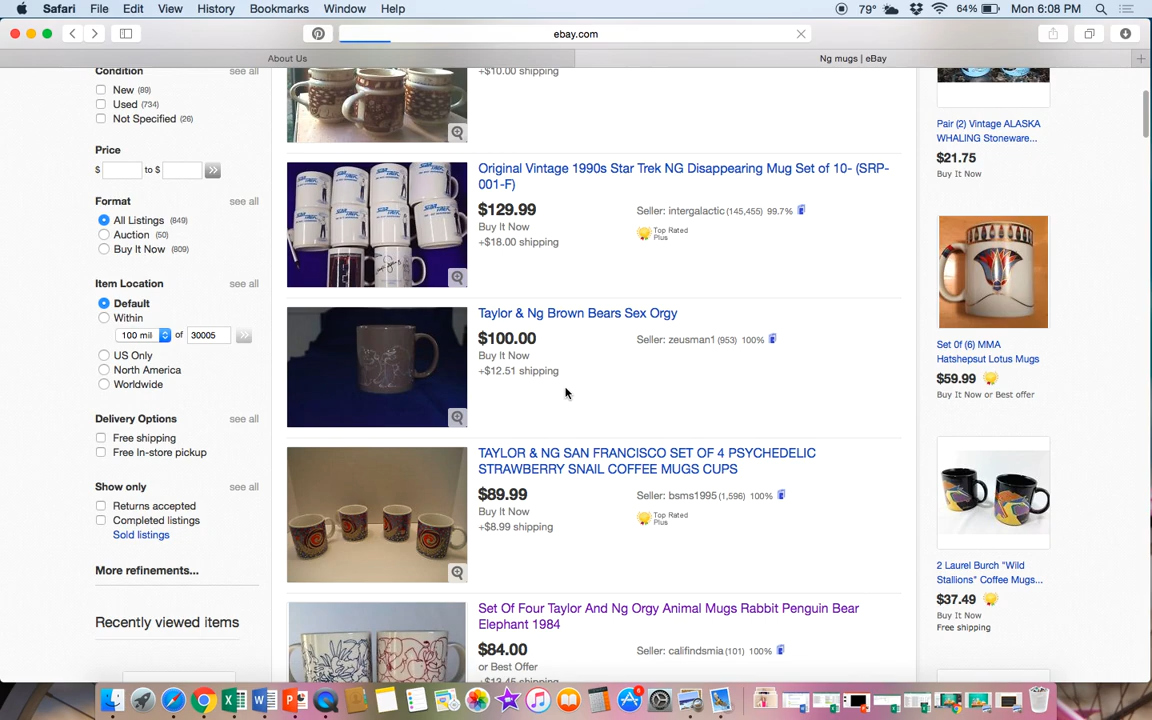 Safari File Edit View History Bookmarks Window Help 79° 64% Mon 6:08 PM
ebay.com
About Us Ng mugs | eBay
Condition see all
New (89)
Used (734)
Not Specified (26)
Price
$ to $
Format see all
All Listings (849)
Auction (50)
Buy It Now (809)
Item Location see all
Default
Within
100 mil of 30005
US Only
North America
Worldwide
Delivery Options see all
Free shipping
Free In-store pickup
Show only see all
Returns accepted
Completed listings
Sold listings
More refinements...
Recently viewed items
+$10.00 shipping
Original Vintage 1990s Star Trek NG Disappearing Mug Set of 10- (SRP-
001-F)
$129.99
Buy It Now
+$18.00 shipping
Seller: intergalactic (145,455) 99.7%
Top Rated
Plus
Taylor & Ng Brown Bears Sex Orgy
$100.00
Buy It Now
+$12.51 shipping
Seller: zeusman1 (953) 100%
TAYLOR & NG SAN FRANCISCO SET OF 4 PSYCHEDELIC
STRAWBERRY SNAIL COFFEE MUGS CUPS
$89.99
Buy It Now
+$8.99 shipping
Seller: bsms1995 (1,596) 100%
Top Rated
Plus
Set Of Four Taylor And Ng Orgy Animal Mugs Rabbit Penguin Bear
Elephant 1984
$84.00
or Best Offer
+$13.45 shipping
Seller: califindsmia (101) 100%
Pair (2) Vintage ALASKA
WHALING Stoneware...
$21.75
Buy It Now
Set 0f (6) MMA
Hatshepsut Lotus Mugs
$59.99
Buy It Now or Best offer
2 Laurel Burch "Wild
Stallions" Coffee Mugs...
$37.49
Buy It Now
Free shipping